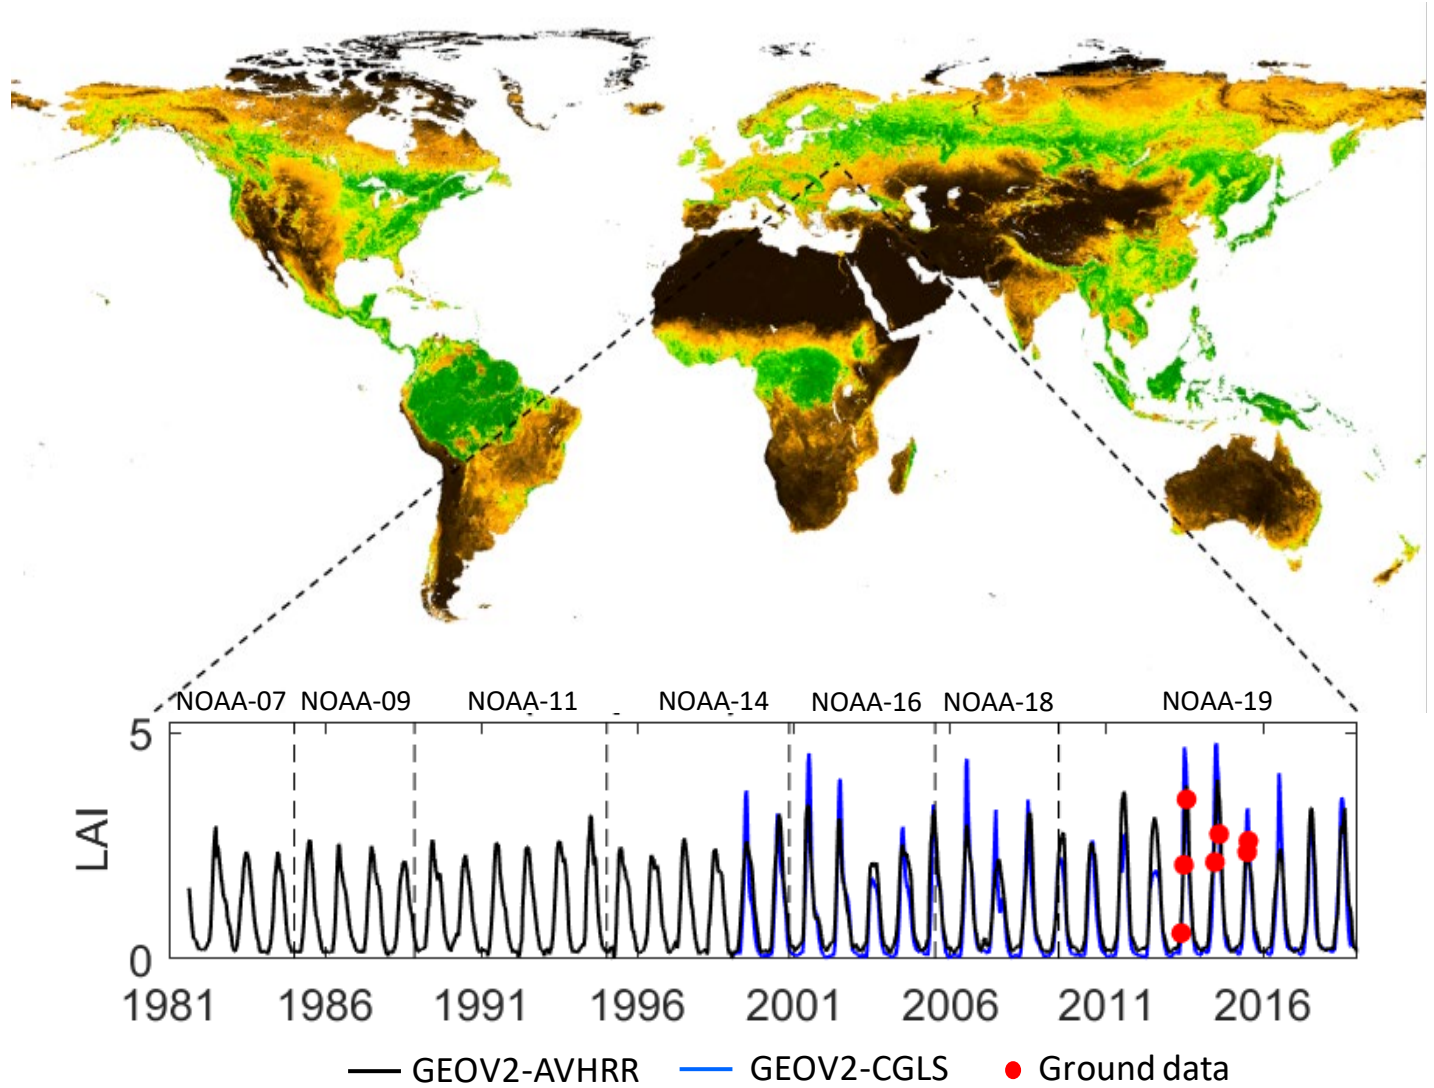 NOAA-07 NOAA-09 NOAA-11 NOAA-14 NOAA-16 NOAA-18 NOAA-19
5
LAI
0
1981 1986 1991 1996 2001 2006 2011 2016
GEOV2-AVHRR GEOV2-CGLS Ground data